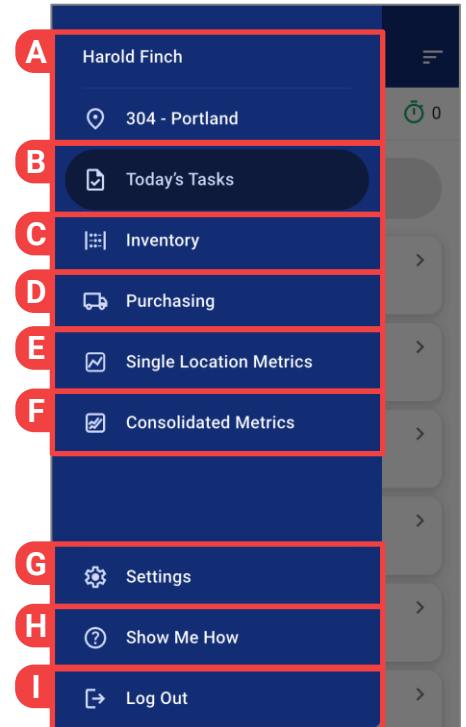 A
Harold Finch
304 - Portland
0
B
Today's Tasks
C
Inventory
D
Purchasing
E
Single Location Metrics
F
Consolidated Metrics
G
Settings
H
Show Me How
I
Log Out